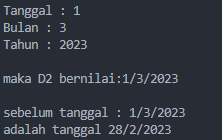 Tanggal : 1
Bulan : 3
Tahun : 2023
maka D2 bernilai:1/3/2023
sebelum tanggal : 1/3/2023
adalah tanggal 28/2/2023